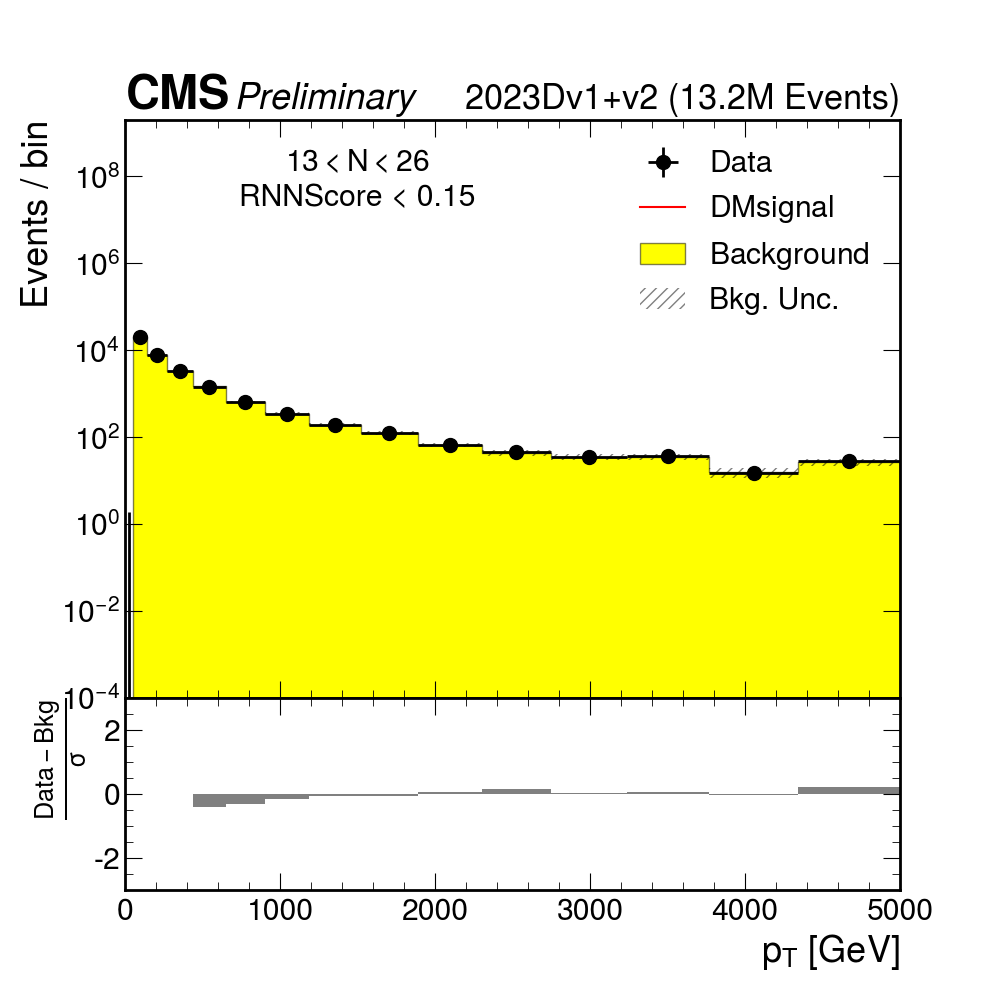 CMS Preliminary 2023Dv1+v2 (13.2M Events)
Events / bin
13 < N < 26
RNNScore < 0.15
Data
DMsignal
Background
Bkg. Unc.
10⁸
10⁶
10⁴
10²
10⁰
10⁻²
10⁻⁴
Data – Bkg
σ
2
0
-2
0 1000 2000 3000 4000 5000
p_T [GeV]